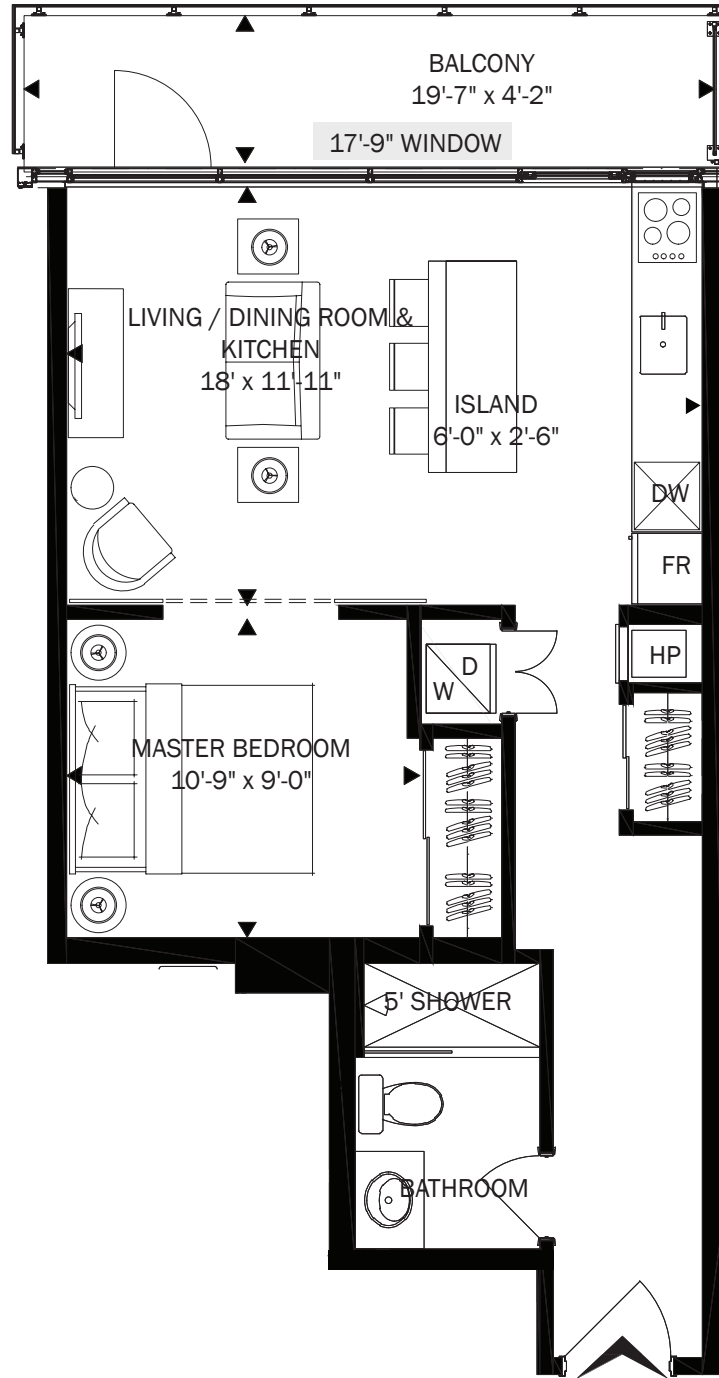 BALCONY
19'-7" x 4'-2"
17'-9" WINDOW
LIVING / DINING ROOM &
KITCHEN
18' x 11'-11"
ISLAND
6'-0" x 2'-6"
DW
FR
HP
D
W
MASTER BEDROOM
10'-9" x 9'-0"
5' SHOWER
BATHROOM